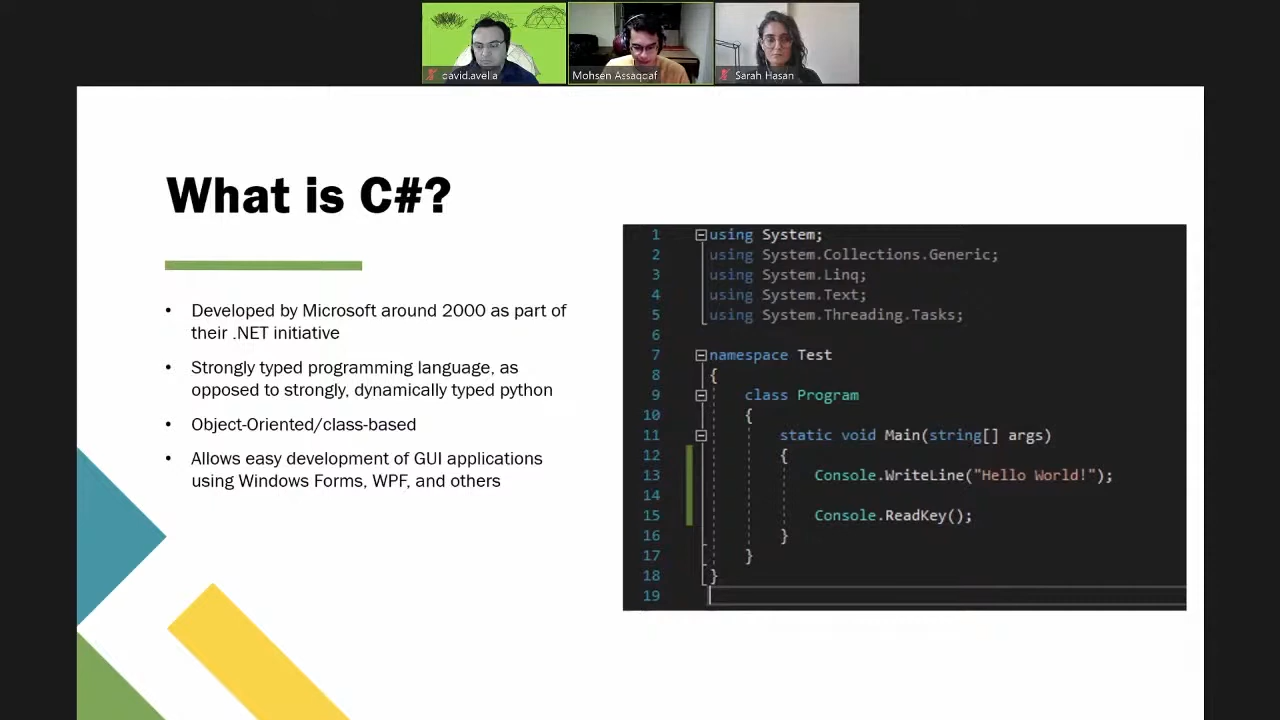 david.avella
Mohsen Assaqqaf
Sarah Hasan
What is C#?
• Developed by Microsoft around 2000 as part of
their .NET initiative
• Strongly typed programming language, as
opposed to strongly, dynamically typed python
• Object-Oriented/class-based
• Allows easy development of GUI applications
using Windows Forms, WPF, and others
1 using System;
2 using System.Collections.Generic;
3 using System.Linq;
4 using System.Text;
5 using System.Threading.Tasks;
6
7 namespace Test
8 {
9 class Program
10 {
11 static void Main(string[] args)
12 {
13 Console.WriteLine("Hello World!");
14
15 Console.ReadKey();
16 }
17 }
18 }
19